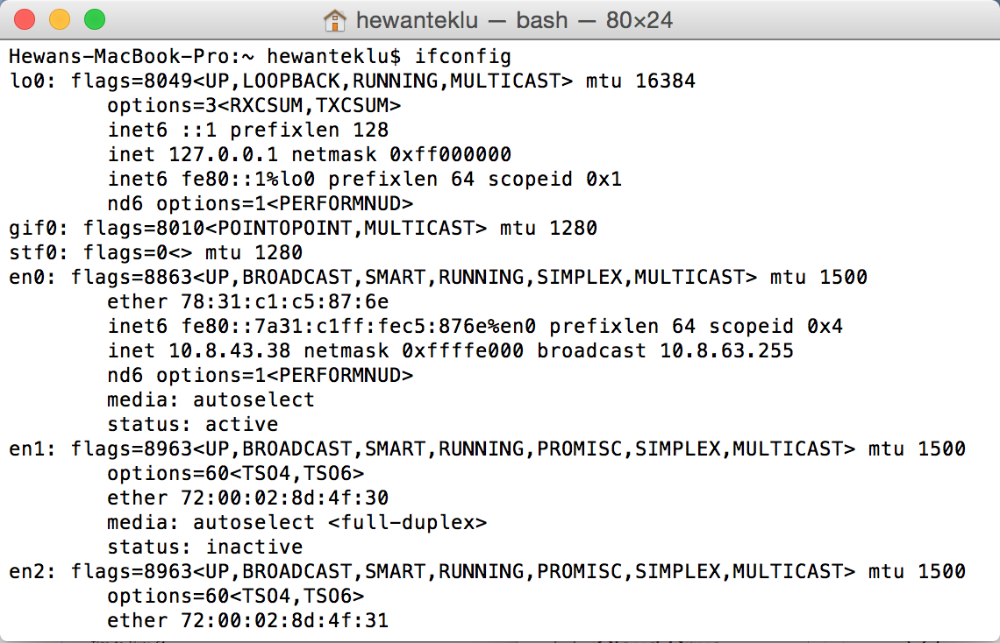 hewanteklu — bash — 80×24
Hewans-MacBook-Pro:~ hewanteklu$ ifconfig
lo0: flags=8049<UP,LOOPBACK,RUNNING,MULTICAST> mtu 16384
options=3<RXCSUM,TXCSUM>
inet6 ::1 prefixlen 128
inet 127.0.0.1 netmask 0xff000000
inet6 fe80::1%lo0 prefixlen 64 scopeid 0x1
nd6 options=1<PERFORMNUD>
gif0: flags=8010<POINTOPOINT,MULTICAST> mtu 1280
stf0: flags=0<> mtu 1280
en0: flags=8863<UP,BROADCAST,SMART,RUNNING,SIMPLEX,MULTICAST> mtu 1500
ether 78:31:c1:c5:87:6e
inet6 fe80::7a31:c1ff:fec5:876e%en0 prefixlen 64 scopeid 0x4
inet 10.8.43.38 netmask 0xffffe000 broadcast 10.8.63.255
nd6 options=1<PERFORMNUD>
media: autoselect
status: active
en1: flags=8963<UP,BROADCAST,SMART,RUNNING,PROMISC,SIMPLEX,MULTICAST> mtu 1500
options=60<TSO4,TSO6>
ether 72:00:02:8d:4f:30
media: autoselect <full-duplex>
status: inactive
en2: flags=8963<UP,BROADCAST,SMART,RUNNING,PROMISC,SIMPLEX,MULTICAST> mtu 1500
options=60<TSO4,TSO6>
ether 72:00:02:8d:4f:31